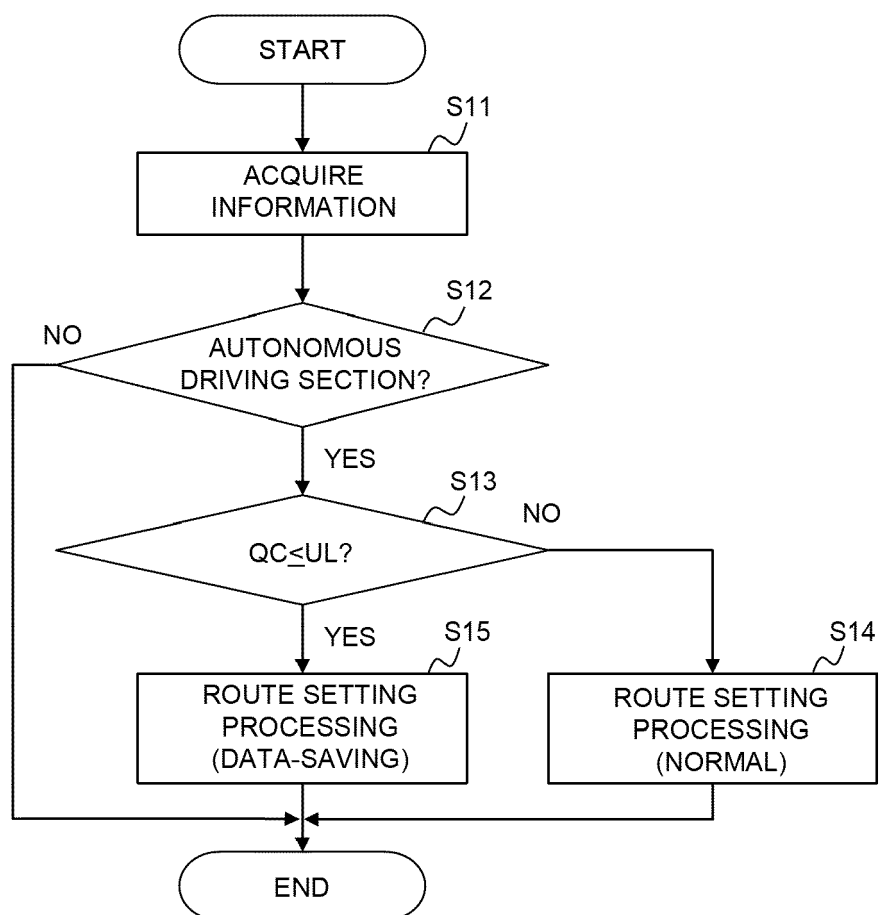 START
S11
ACQUIRE
INFORMATION
S12
NO
AUTONOMOUS
DRIVING SECTION?
YES
S13
NO
QC≤UL?
YES
S15
S14
ROUTE SETTING
PROCESSING
(DATA-SAVING)
ROUTE SETTING
PROCESSING
(NORMAL)
END